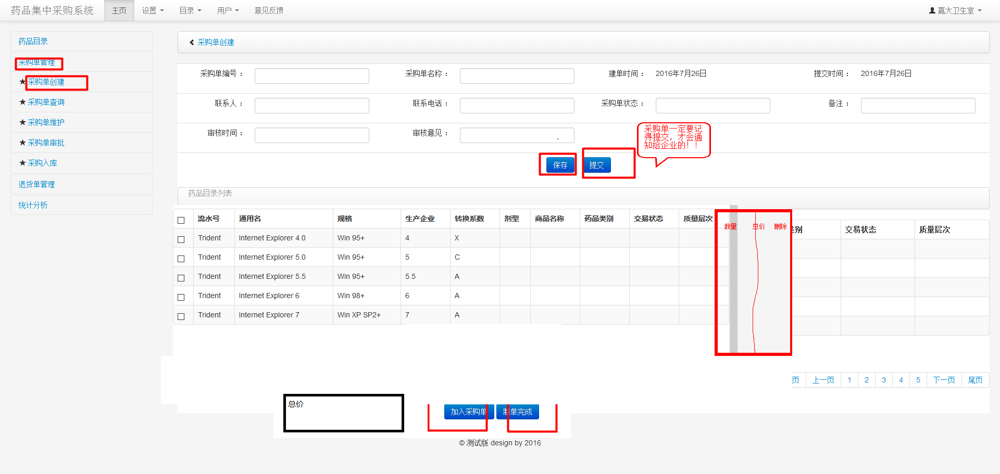 药品集中采购系统 主页 设置 目录 用户 意见反馈 嘉大卫生室
药品目录
采购单管理
★ 采购单创建
★ 采购单查询
★ 采购单维护
★ 采购单审批
★ 采购入库
退货单管理
统计分析
采购单创建
采购单编号： 采购单名称： 建单时间： 2016年7月26日 提交时间： 2016年7月26日
联系人： 联系电话： 采购单状态： 备注：
审核时间： 审核意见： .
采购单一定要记
得提交，才会通
知给企业的！！
保存 提交
药品目录列表
流水号 通用名 规格 生产企业 转换系数 剂型 商品名称 药品类别 交易状态 质量层次 数量 总价 删除 类别 交易状态 质量层次
Trident Internet Explorer 4.0 Win 95+ 4 X
Trident Internet Explorer 5.0 Win 95+ 5 C
Trident Internet Explorer 5.5 Win 95+ 5.5 A
Trident Internet Explorer 6 Win 98+ 6 A
Trident Internet Explorer 7 Win XP SP2+ 7 A
页 上一页 1 2 3 4 5 下一页 尾页
总价
加入采购单 制单完成
© 测试版 design by 2016